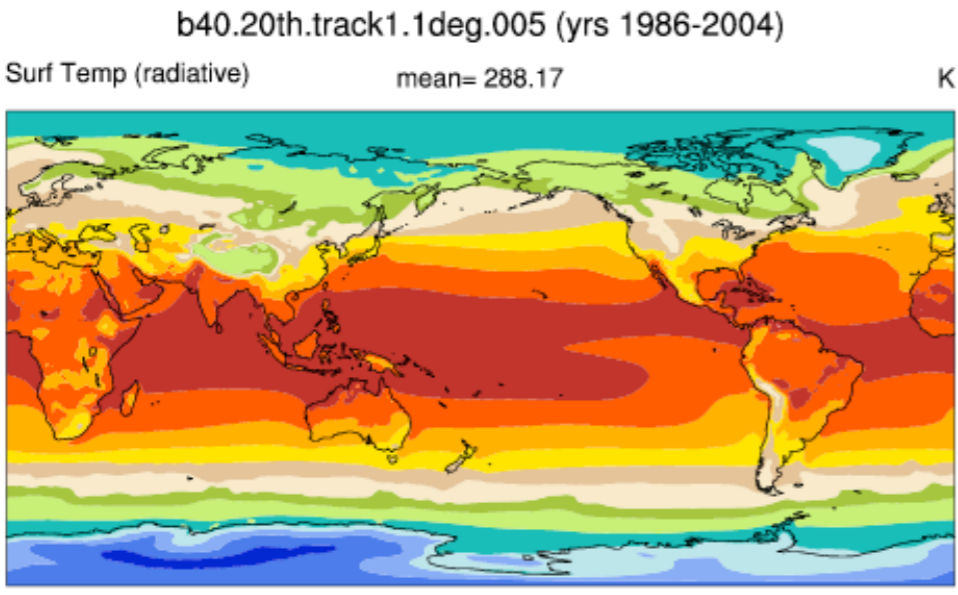 b40.20th.track1.1deg.005 (yrs 1986-2004)
Surf Temp (radiative) mean= 288.17 K